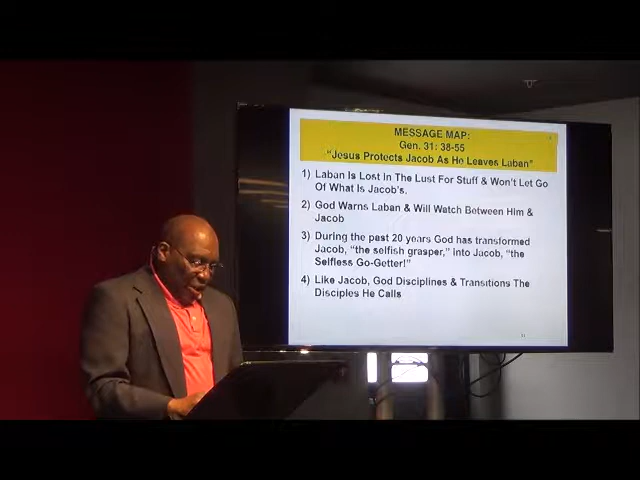 MESSAGE MAP:
Gen. 31: 38-55
"Jesus Protects Jacob As He Leaves Laban"
1) Laban Is Lost In The Lust For Stuff & Won't Let Go
Of What Is Jacob's.
2) God Warns Laban & Will Watch Between Him &
Jacob
3) During the past 20 years God has transformed
Jacob, "the selfish grasper," into Jacob, "the
Selfless Go-Getter!"
4) Like Jacob, God Disciplines & Transitions The
Disciples He Calls